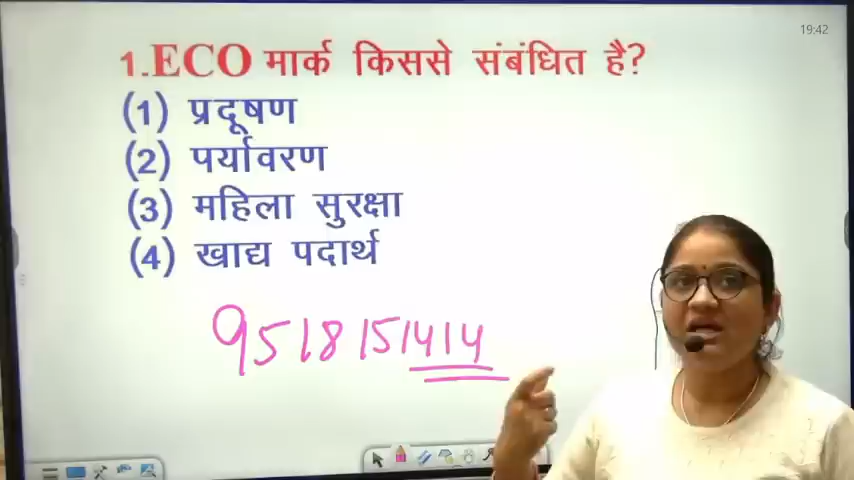 19:42
1.ECO मार्क किससे संबंधित है?
(1) प्रदूषण
(2) पर्यावरण
(3) महिला सुरक्षा
(4) खाद्य पदार्थ
9518151414